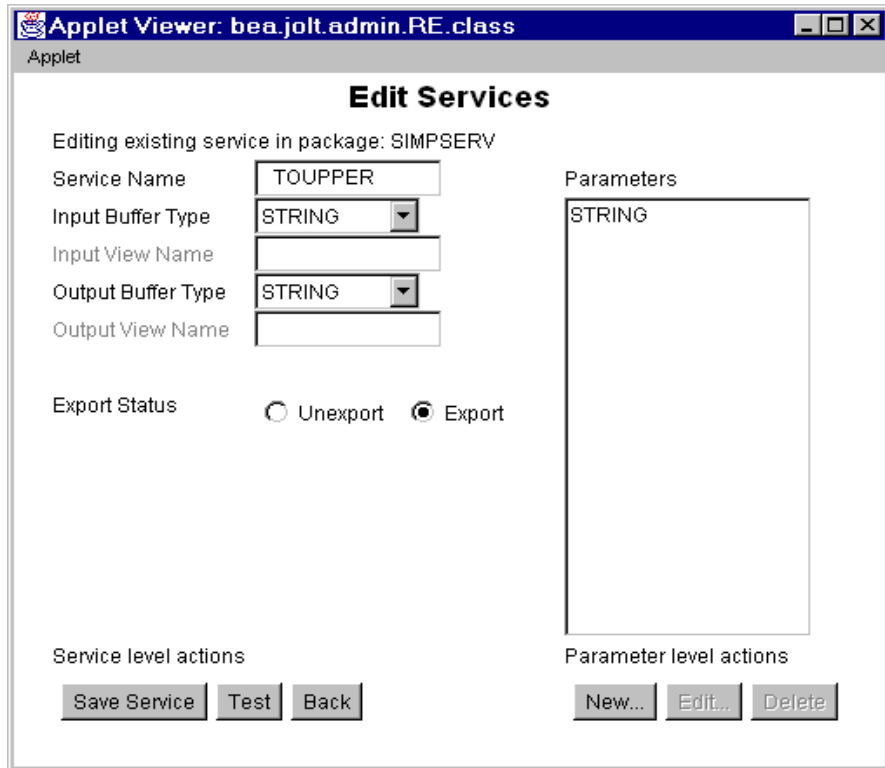 Applet Viewer: bea.jolt.admin.RE.class
Applet
Edit Services
Editing existing service in package: SIMPSERV
Service Name TOUPPER Parameters
Input Buffer Type STRING STRING
Input View Name
Output Buffer Type STRING
Output View Name
Export Status Unexport Export
Service level actions Parameter level actions
Save Service Test Back New... Edit... Delete